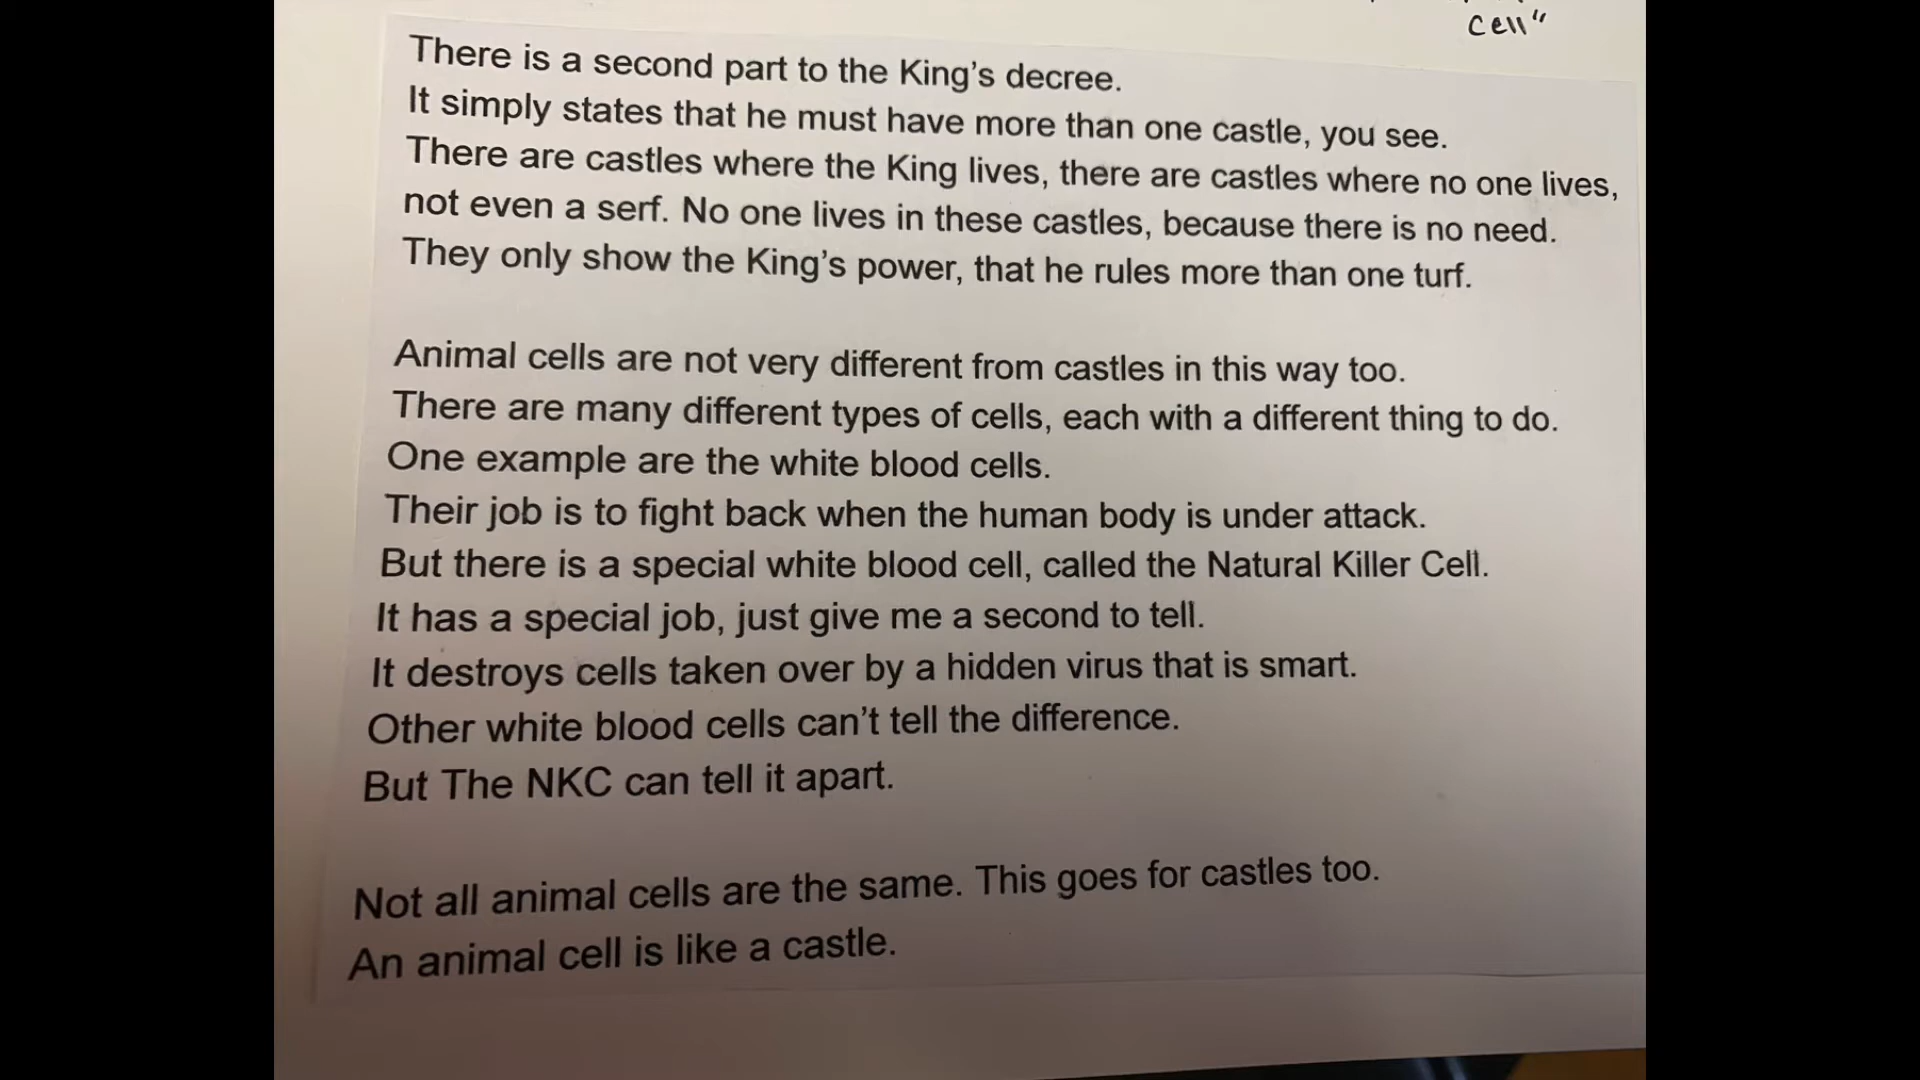 cell"
There is a second part to the King's decree.
It simply states that he must have more than one castle, you see.
There are castles where the King lives, there are castles where no one lives,
not even a serf. No one lives in these castles, because there is no need.
They only show the King's power, that he rules more than one turf.
Animal cells are not very different from castles in this way too.
There are many different types of cells, each with a different thing to do.
One example are the white blood cells.
Their job is to fight back when the human body is under attack.
But there is a special white blood cell, called the Natural Killer Cell.
It has a special job, just give me a second to tell.
It destroys cells taken over by a hidden virus that is smart.
Other white blood cells can't tell the difference.
But The NKC can tell it apart.
Not all animal cells are the same. This goes for castles too.
An animal cell is like a castle.